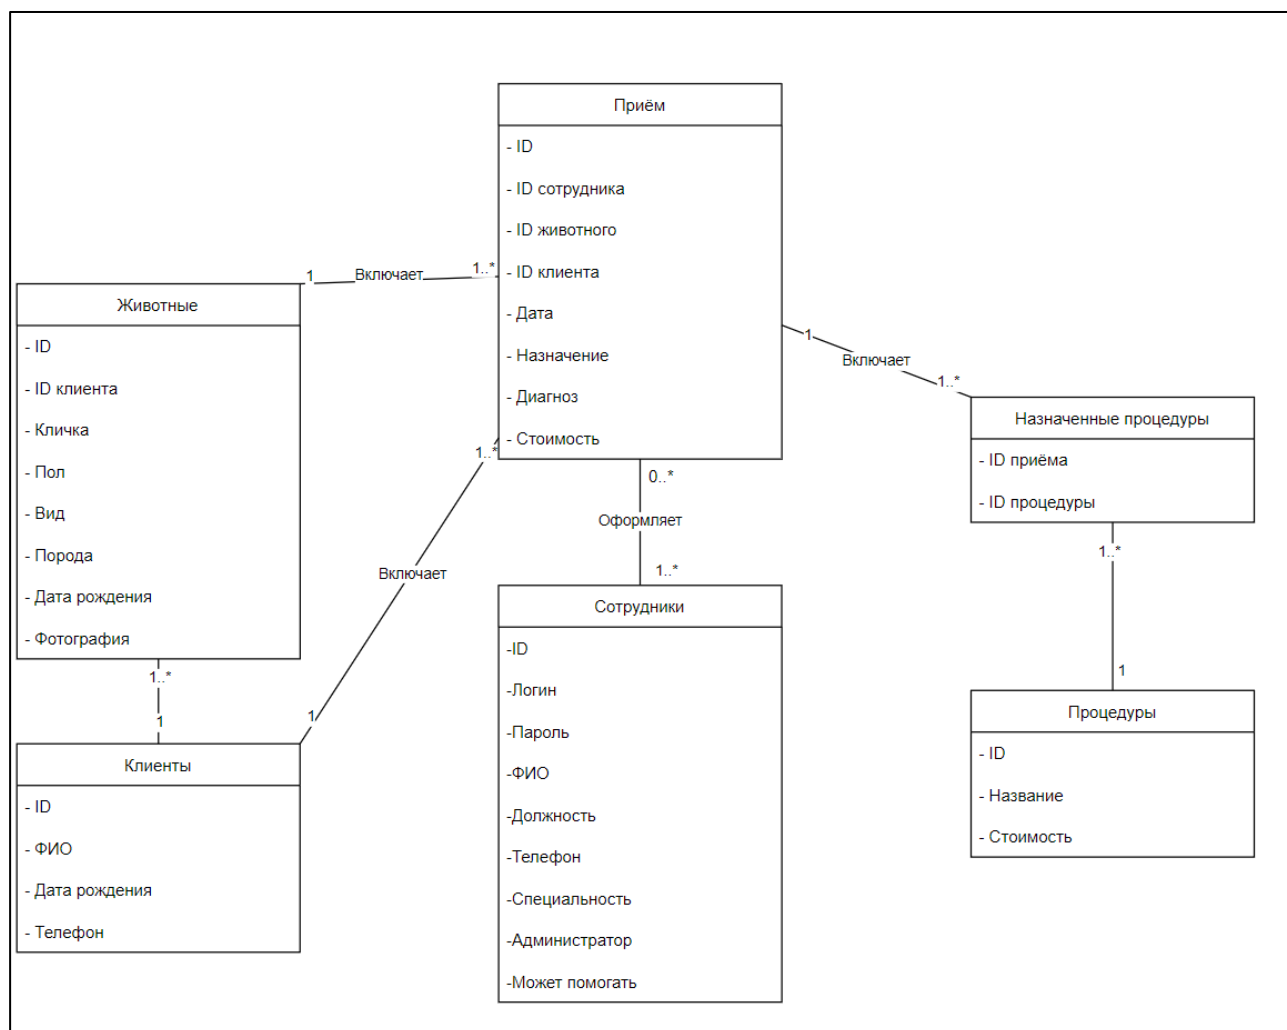 Приём
- ID
- ID сотрудника
- ID животного
- ID клиента
- Дата
- Назначение
- Диагноз
- Стоимость
1
Включает
1..*
Животные
- ID
- ID клиента
- Кличка
- Пол
- Вид
- Порода
- Дата рождения
- Фотография
1..*
1
Клиенты
- ID
- ФИО
- Дата рождения
- Телефон
1..*
Включает
1
0..*
Оформляет
1..*
Сотрудники
-ID
-Логин
-Пароль
-ФИО
-Должность
-Телефон
-Специальность
-Администратор
-Может помогать
1
Включает
1..*
Назначенные процедуры
- ID приёма
- ID процедуры
1..*
1
Процедуры
- ID
- Название
- Стоимость